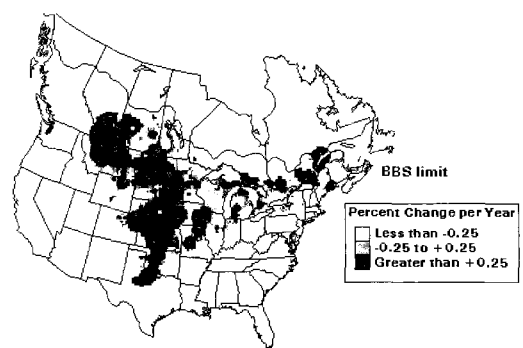 BBS limit
Percent Change per Year
Less than -0.25
-0.25 to +0.25
Greater than +0.25